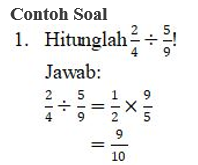 Contoh Soal
1. Hitunglah 2/4 ÷ 5/9!
Jawab:
2/4 ÷ 5/9 = 1/2 × 9/5
= 9/10